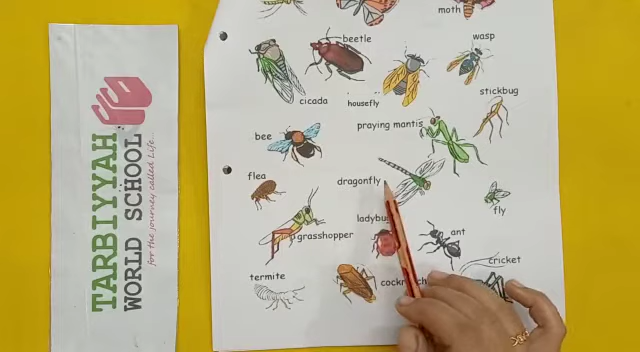 moth
beetle
wasp
cicada
housefly
stickbug
bee
praying mantis
flea
dragonfly
fly
ladybug
grasshopper
ant
termite
cricket
TARBIYYAH
WORLD SCHOOL
for the journey called Life...